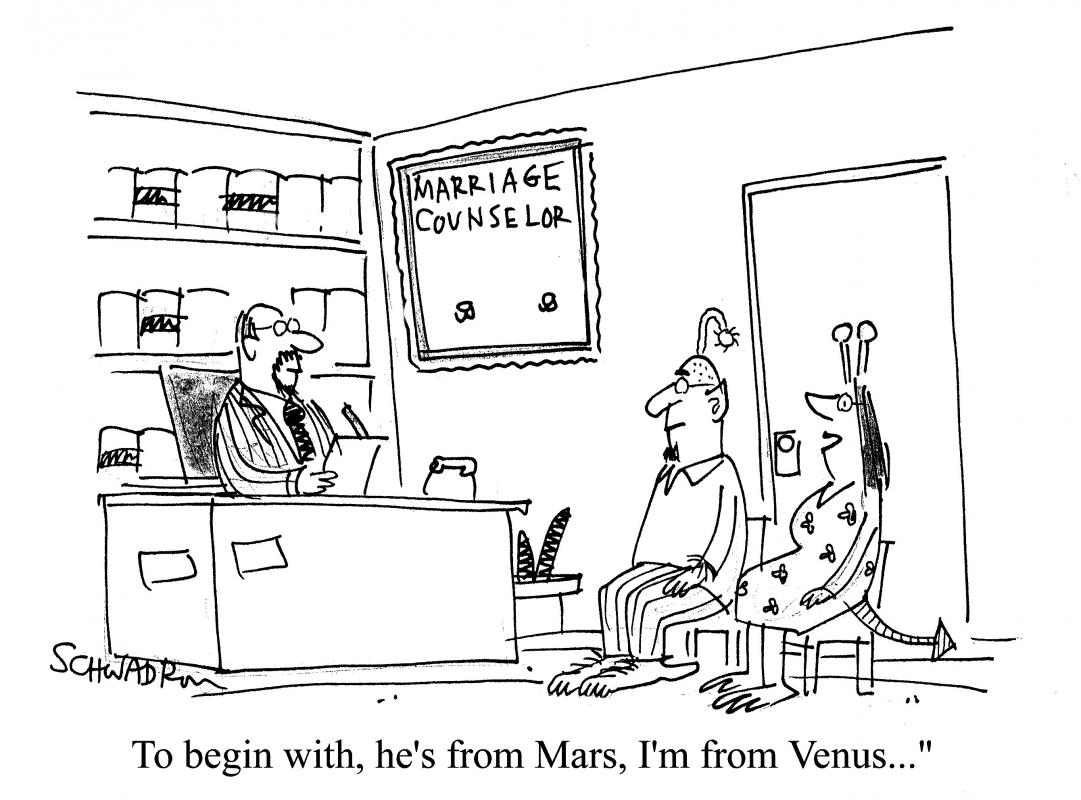 MARRIAGE
COUNSELOR
SCHWADRON
To begin with, he's from Mars, I'm from Venus..."